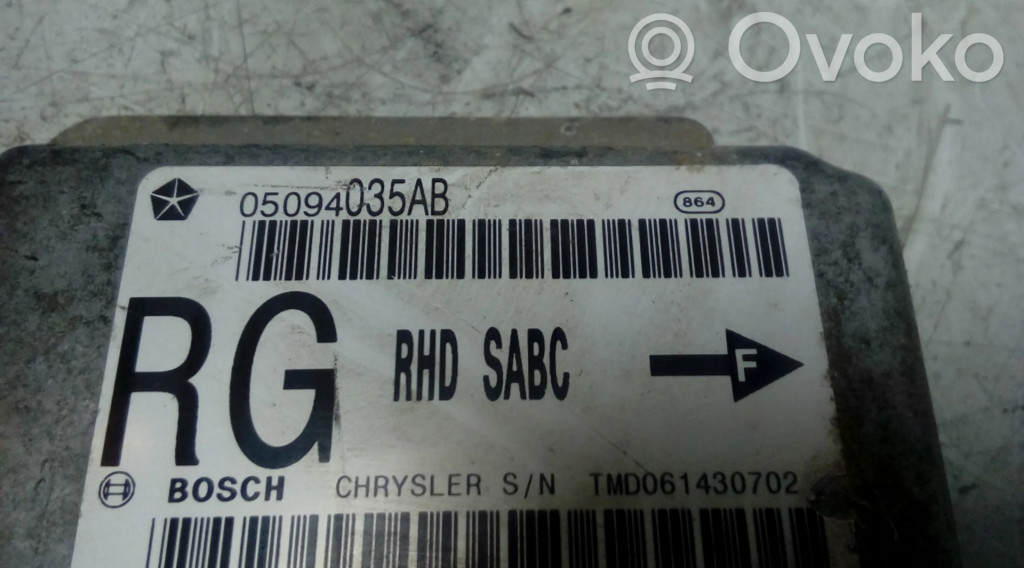 Ovoko
05094035AB 864
RG RHD SABC F
BOSCH CHRYSLER S/N TMD061430702